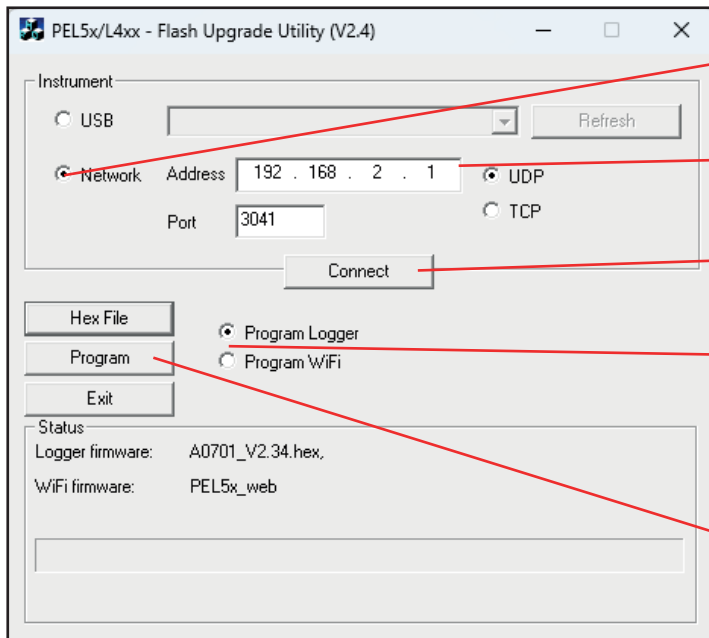 PEL5x/L4xx - Flash Upgrade Utility (V2.4)
Instrument
USB
Refresh
Network Address 192 . 168 . 2 . 1 UDP
Port 3041 TCP
Connect
Hex File
Program Logger
Program
Program WiFi
Exit
Status
Logger firmware: A0701_V2.34.hex,
WiFi firmware: PEL5x_web